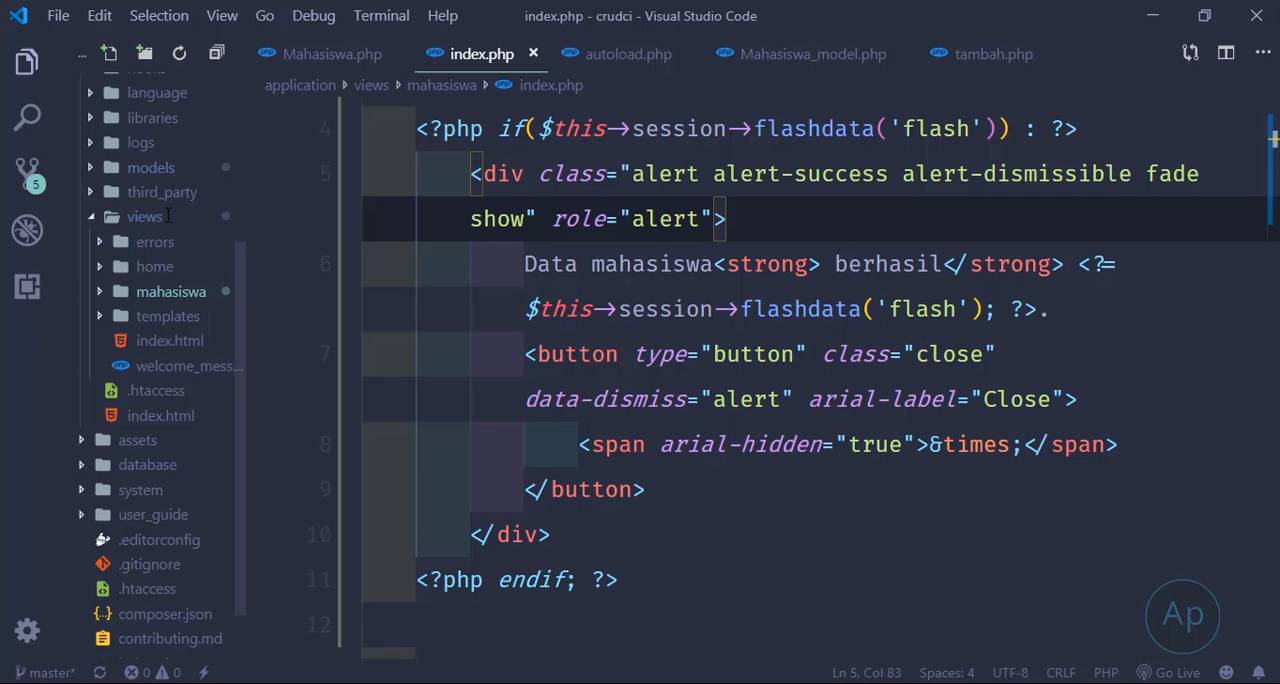 File Edit Selection View Go Debug Terminal Help index.php - crudci - Visual Studio Code
... Mahasiswa.php index.php autoload.php Mahasiswa_model.php tambah.php
application > views > mahasiswa > index.php
language
libraries
logs
models
third_party
views
errors
home
mahasiswa
templates
index.html
welcome_mess...
.htaccess
index.html
assets
database
system
user_guide
.editorconfig
.gitignore
.htaccess
composer.json
contributing.md
5
4 <?php if($this->session->flashdata('flash')) : ?>
5 <div class="alert alert-success alert-dismissible fade
show" role="alert">
6 Data mahasiswa<strong> berhasil</strong> <?=
$this->session->flashdata('flash'); ?>.
7 <button type="button" class="close"
data-dismiss="alert" arial-label="Close">
8 <span arial-hidden="true">&times;</span>
9 </button>
10 </div>
11 <?php endif; ?>
12
Ap
master* 0 0 Ln 5, Col 83 Spaces: 4 UTF-8 CRLF PHP Go Live